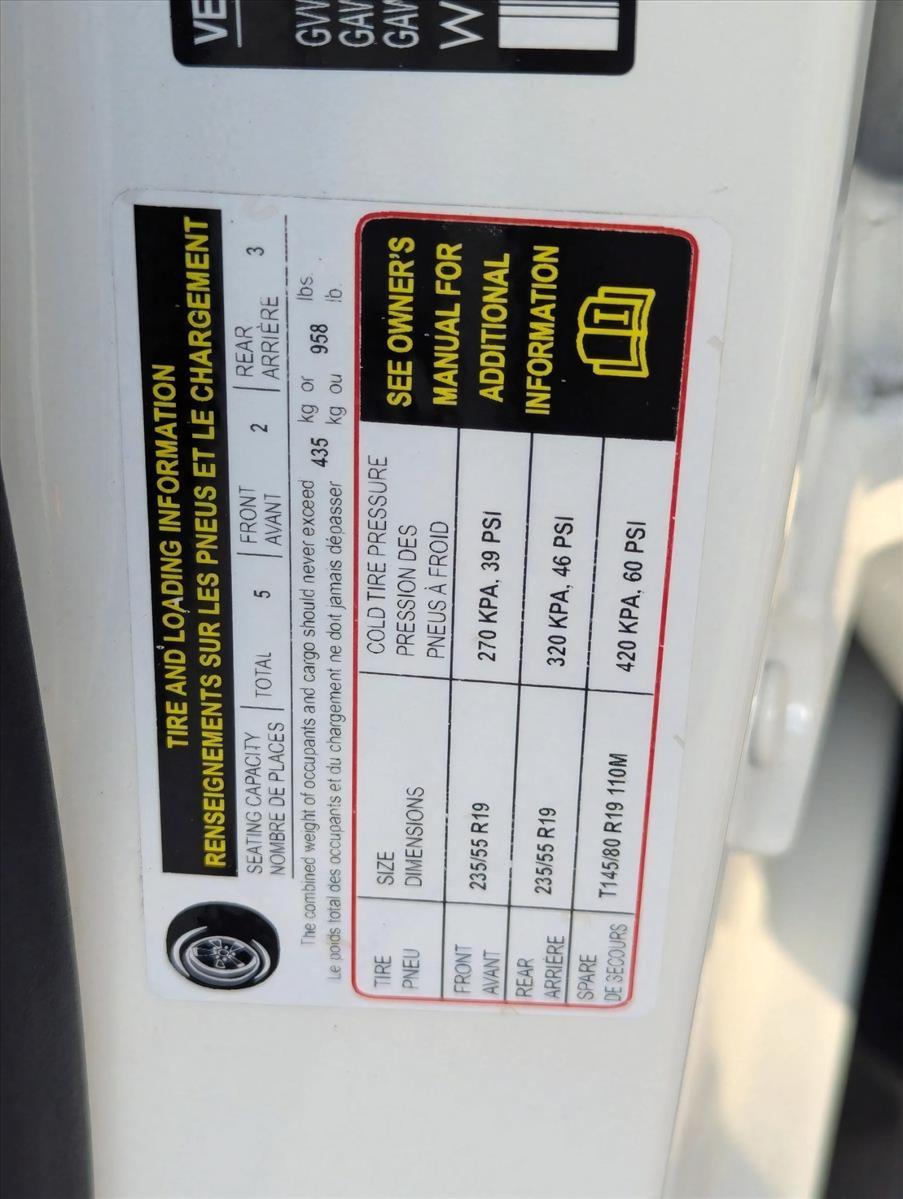 VE
GVW
GAW
GAW
TIRE AND LOADING INFORMATION
RENSEIGNEMENTS SUR LES PNEUS ET LE CHARGEMENT
SEATING CAPACITY
NOMBRE DE PLACES
TOTAL 5
FRONT
AVANT
2
REAR
ARRIÈRE
3
The combined weight of occupants and cargo should never exceed 435 kg or 958 lbs.
Le poids total des occupants et du chargement ne doit jamais dépasser kg ou lb.
TIRE
PNEU
SIZE
DIMENSIONS
COLD TIRE PRESSURE
PRESSION DES
PNEUS À FROID
FRONT
AVANT
235/55 R19
270 KPA, 39 PSI
REAR
ARRIÈRE
235/55 R19
320 KPA, 46 PSI
SPARE
DE SECOURS
T145/80 R19 110M
420 KPA, 60 PSI
SEE OWNER'S
MANUAL FOR
ADDITIONAL
INFORMATION